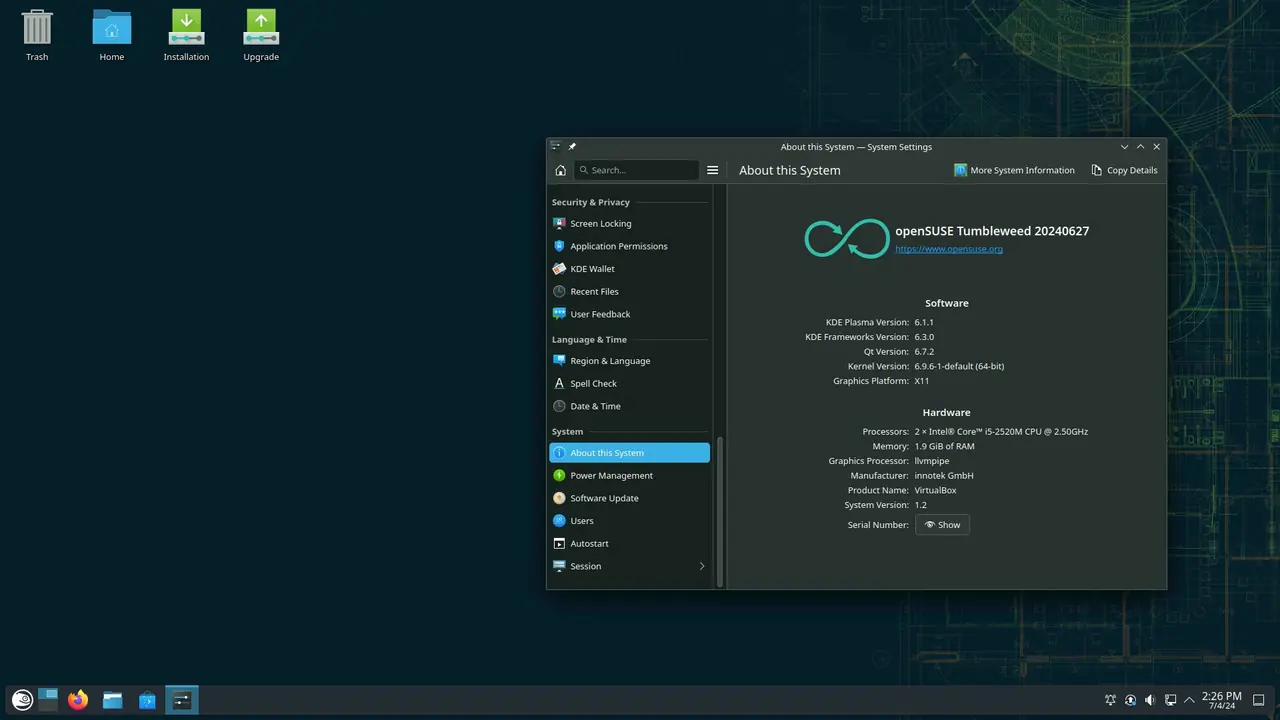 Trash
Home
Installation
Upgrade
About this System — System Settings
Search...
About this System
More System Information
Copy Details
Security & Privacy
Screen Locking
Application Permissions
KDE Wallet
Recent Files
User Feedback
Language & Time
Region & Language
Spell Check
Date & Time
System
About this System
Power Management
Software Update
Users
Autostart
Session
openSUSE Tumbleweed 20240627
https://www.opensuse.org
Software
KDE Plasma Version: 6.1.1
KDE Frameworks Version: 6.3.0
Qt Version: 6.7.2
Kernel Version: 6.9.6-1-default (64-bit)
Graphics Platform: X11
Hardware
Processors: 2 × Intel® Core™ i5-2520M CPU @ 2.50GHz
Memory: 1.9 GiB of RAM
Graphics Processor: llvmpipe
Manufacturer: innotek GmbH
Product Name: VirtualBox
System Version: 1.2
Serial Number: Show
2:26 PM
7/4/24